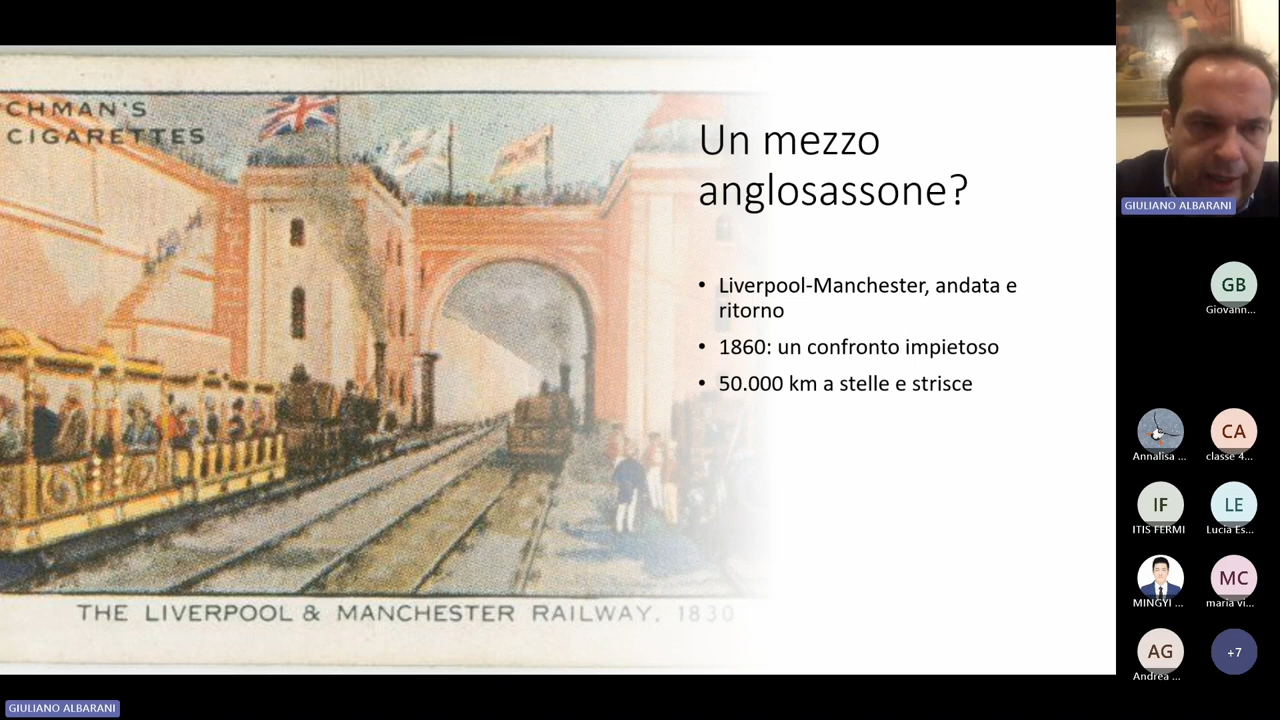 CHMAN'S
CIGARETTES
THE LIVERPOOL & MANCHESTER RAILWAY, 1830
Un mezzo
anglosassone?
• Liverpool-Manchester, andata e
ritorno
• 1860: un confronto impietoso
• 50.000 km a stelle e strisce
GIULIANO ALBARANI
GB
Giovann...
Annalisa ...
CA
classe 4...
IF
ITIS FERMI
LE
Lucia Es...
MINGYI ...
MC
maria vi...
AG
Andrea ...
+7
GIULIANO ALBARANI